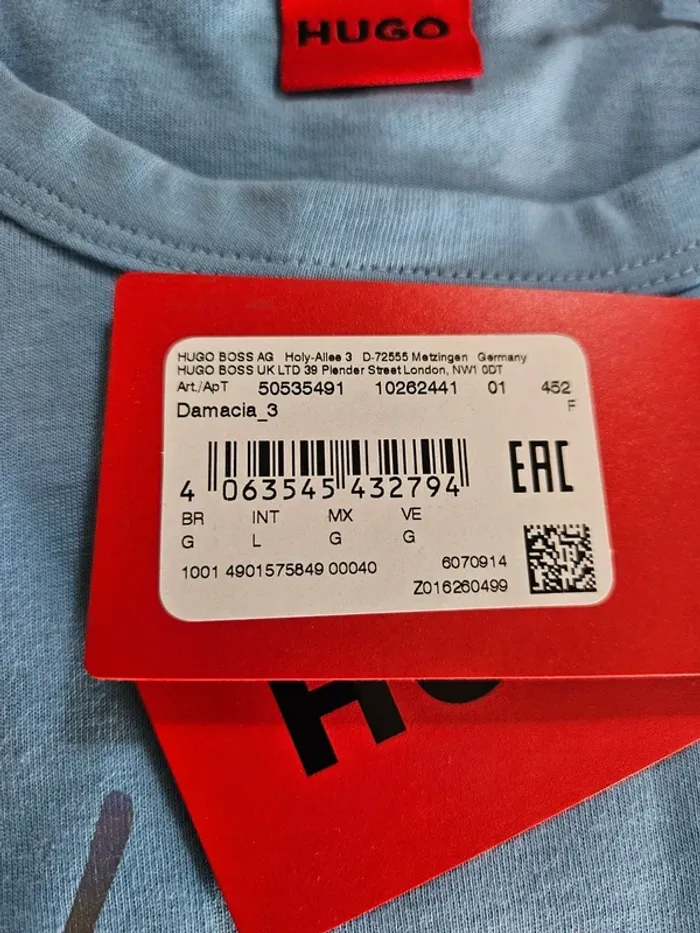 HUGO
HUGO BOSS AG Holy-Allee 3 D-72555 Metzingen Germany
HUGO BOSS UK LTD 39 Plender Street London, NW1 0DT
Art./ApT 50535491 10262441 01 452
Damacia_3 F
4 063545 432794 EAC
BR INT MX VE
G L G G
1001 4901575849 00040 6070914
Z016260499